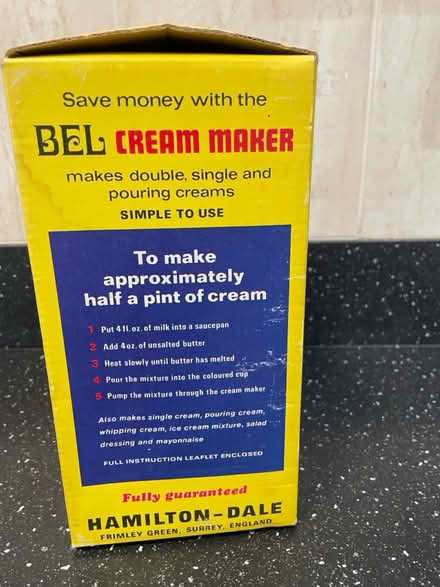 Save money with the
BEL CREAM MAKER
makes double, single and
pouring creams
SIMPLE TO USE
To make
approximately
half a pint of cream
1 Put 4 fl. oz. of milk into a saucepan
2 Add 4 oz. of unsalted butter
3 Heat slowly until butter has melted
4 Pour the mixture into the coloured cup
5 Pump the mixture through the cream maker
Also makes single cream, pouring cream,
whipping cream, ice cream mixture, salad
dressing and mayonnaise
FULL INSTRUCTION LEAFLET ENCLOSED
Fully guaranteed
HAMILTON-DALE
FRIMLEY GREEN, SURREY, ENGLAND